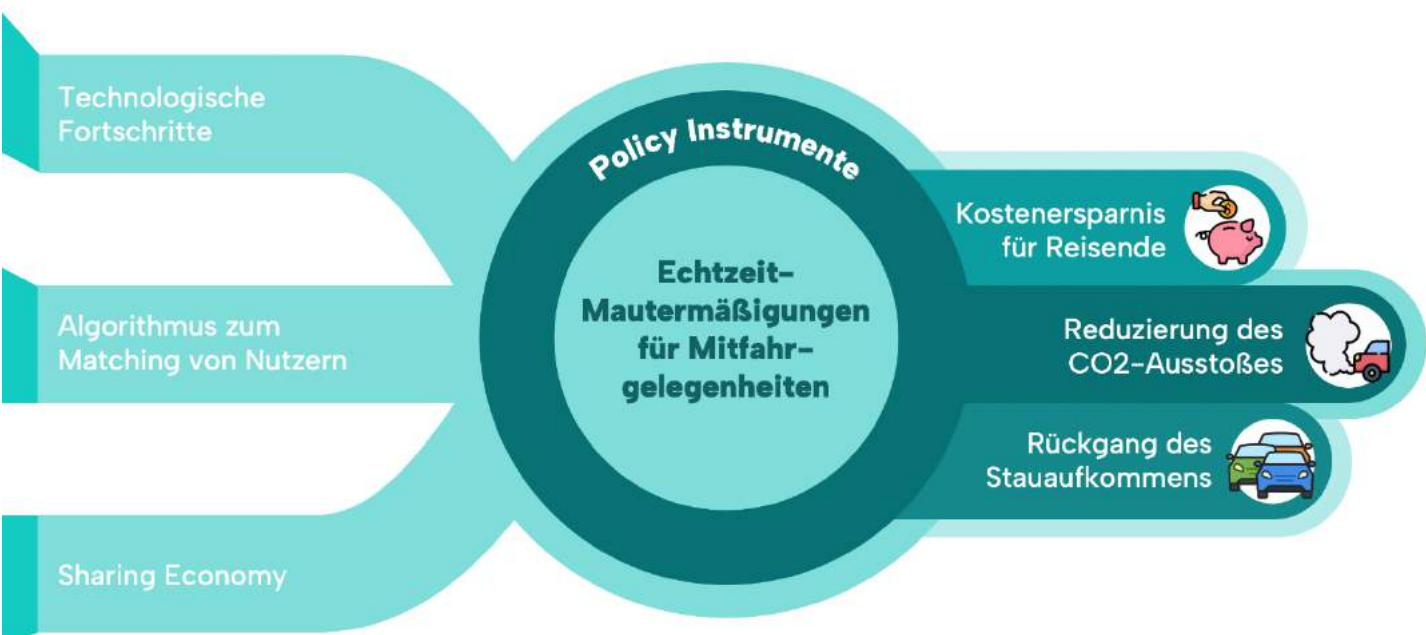 Technologische
Fortschritte
Algorithmus zum
Matching von Nutzern
Sharing Economy
Policy Instrumente
Echtzeit-
Mautermäßigungen
für Mitfahr-
gelegenheiten
Kostenersparnis
für Reisende
Reduzierung des
CO2-Ausstoßes
Rückgang des
Stauaufkommens